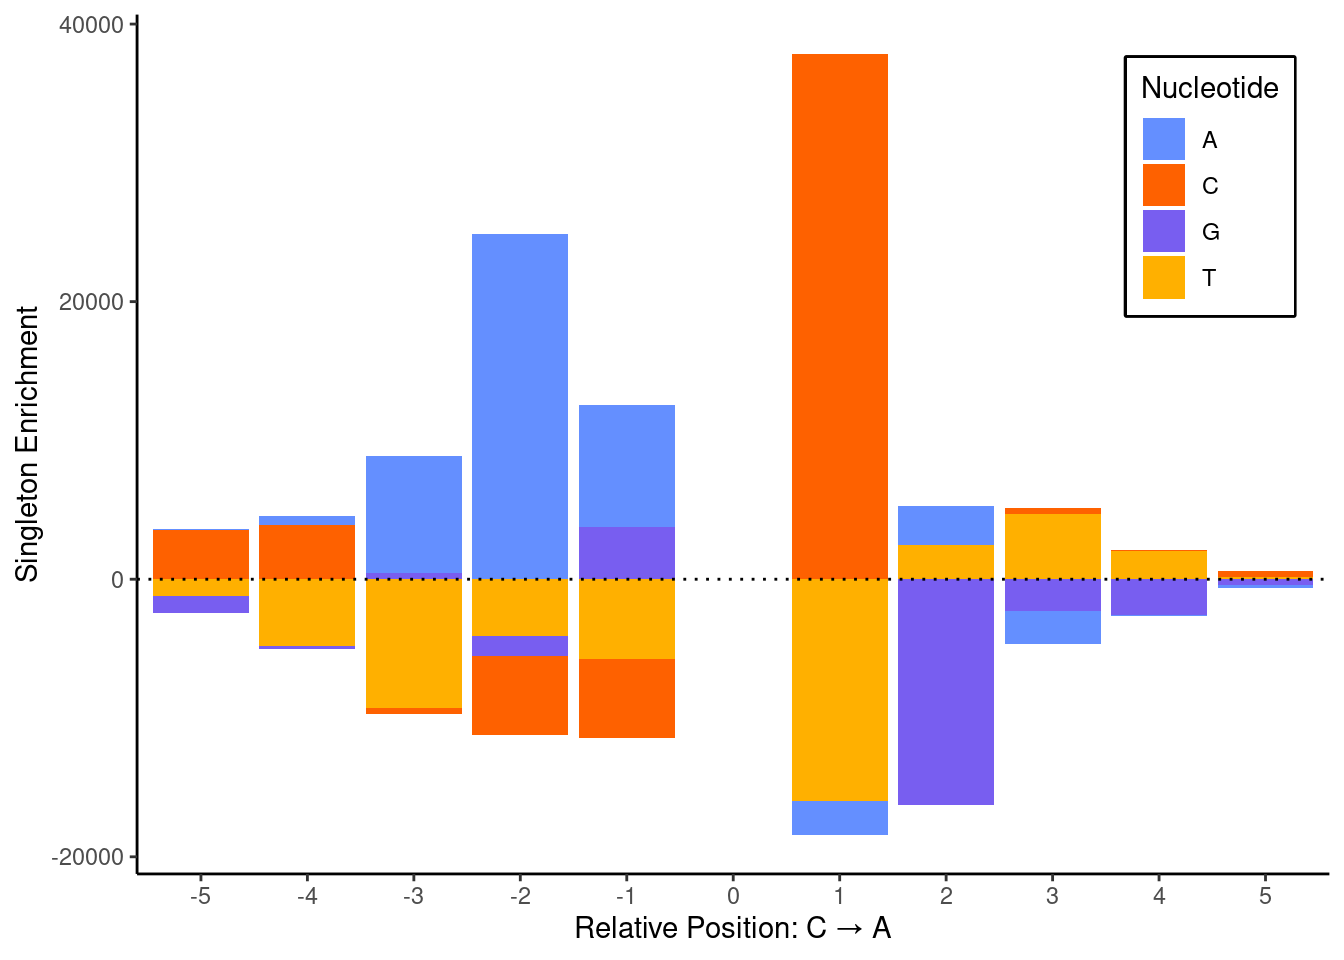 40000
20000
0
-20000
Singleton Enrichment
Nucleotide
A
C
G
T
-5 -4 -3 -2 -1 0 1 2 3 4 5
Relative Position: C → A